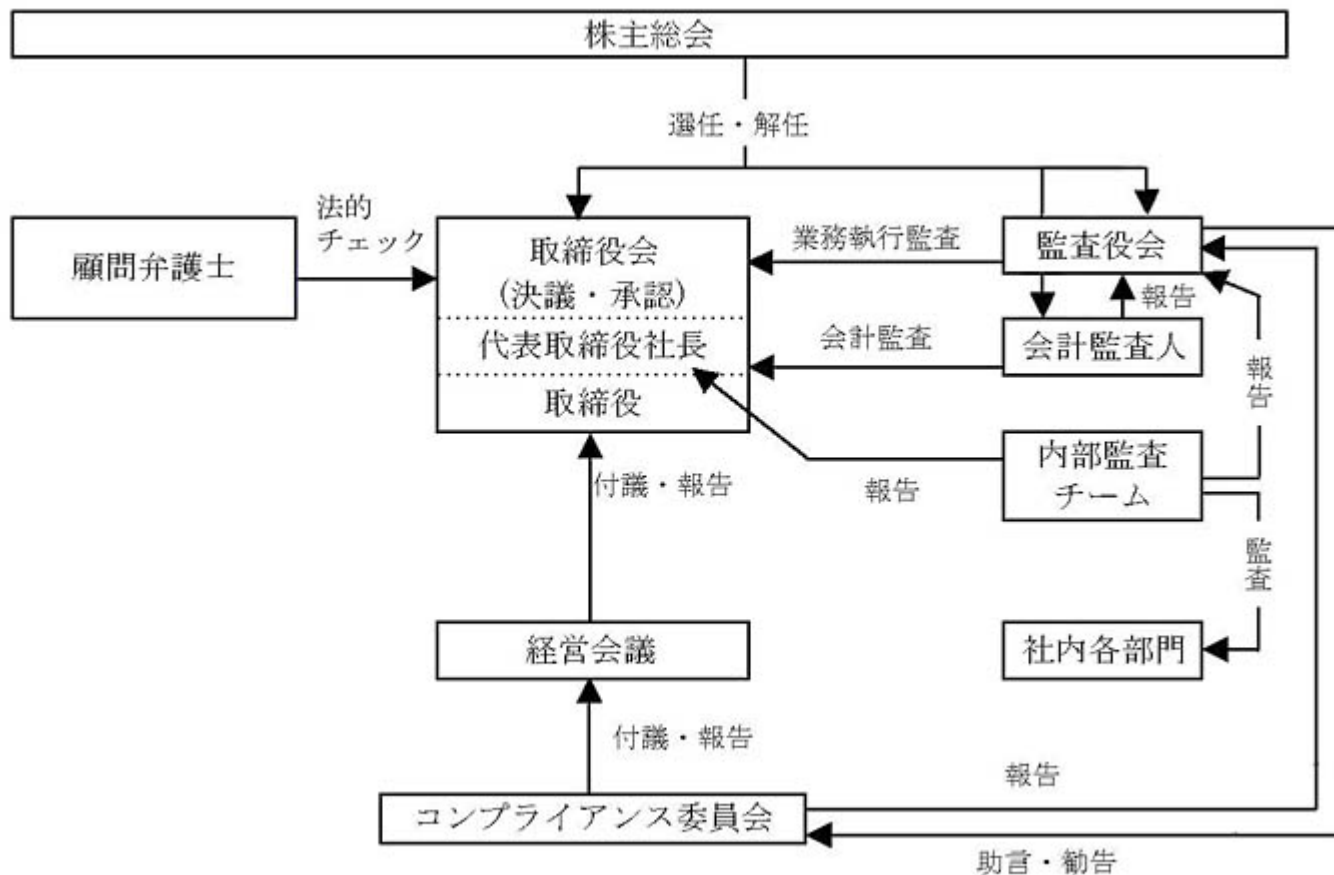 株主総会
選任・解任
法的
チェック
顧問弁護士
取締役会
(決議・承認)
代表取締役社長
取締役
業務執行監査
監査役会
報告
会計監査
会計監査人
報告
内部監査
チーム
報告
付議・報告
監査
経営会議
社内各部門
付議・報告
報告
コンプライアンス委員会
助言・勧告